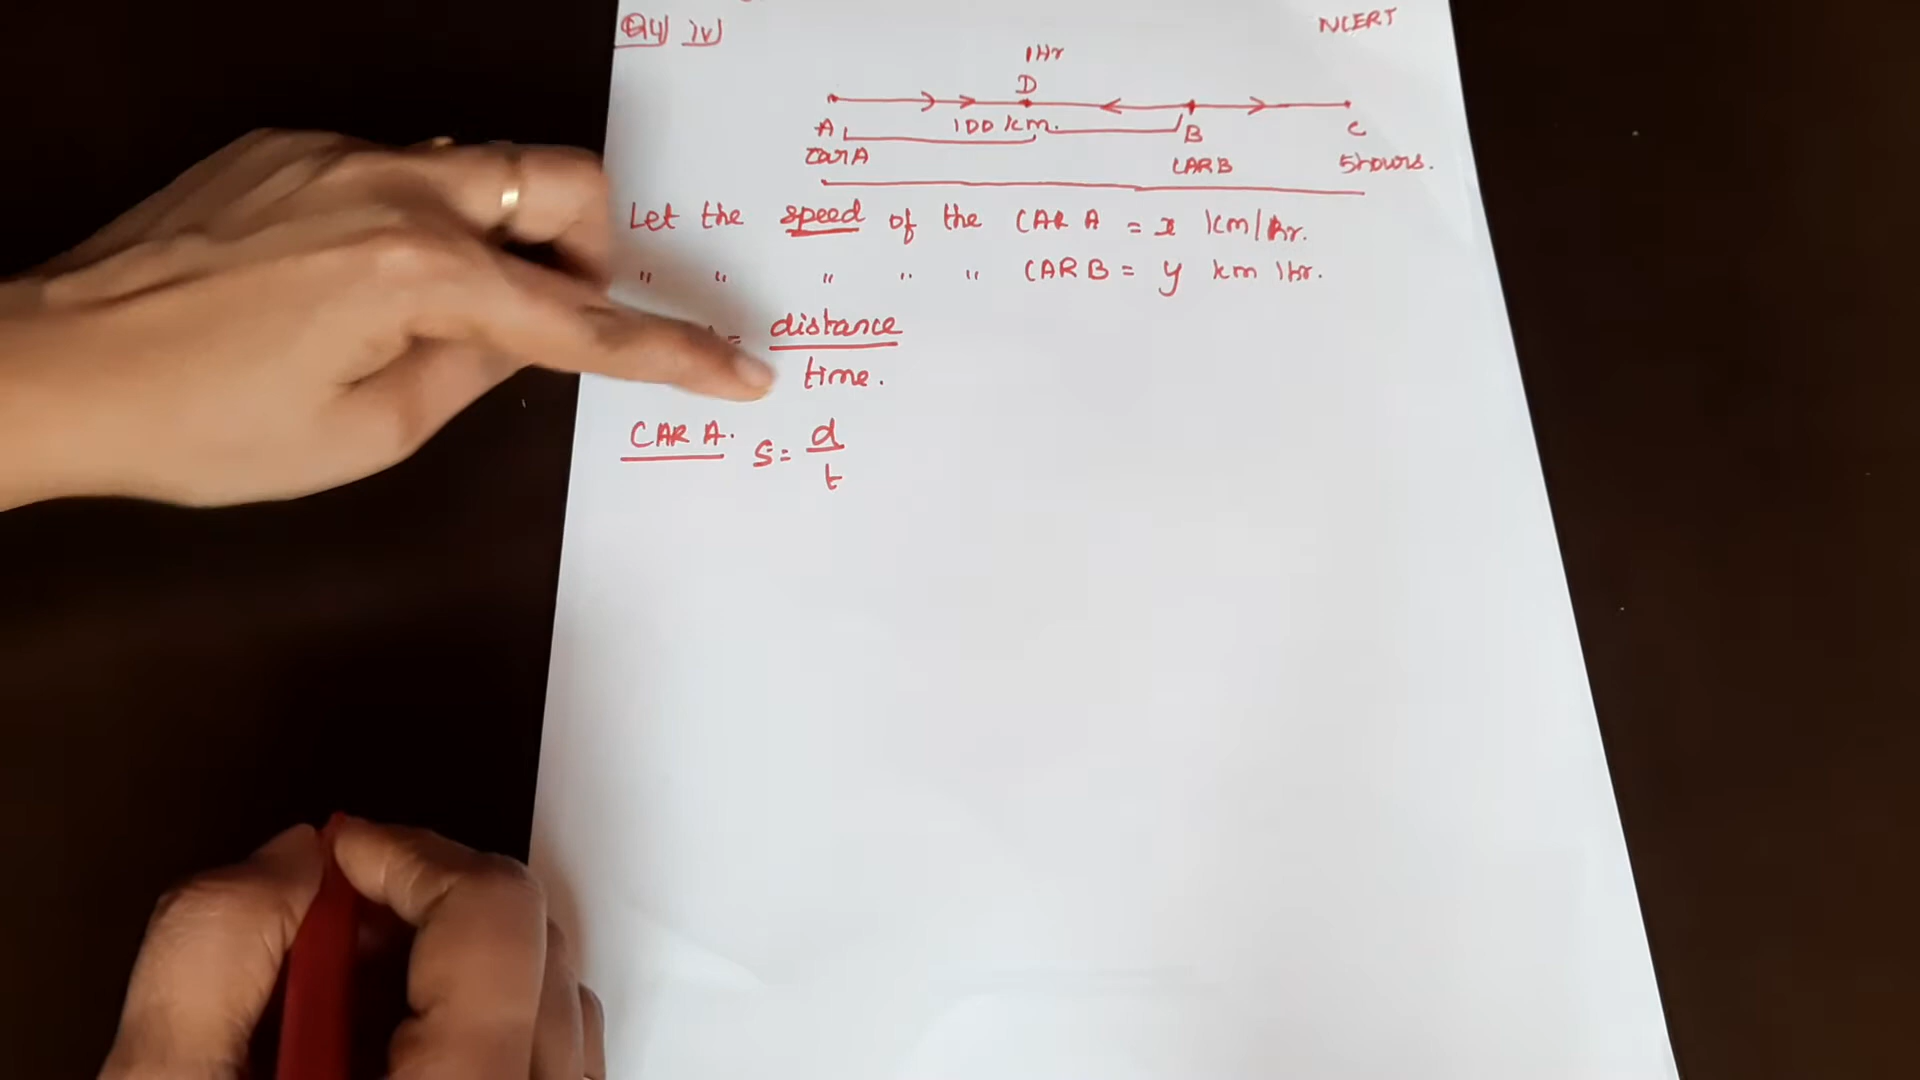 Q4) iv)
NCERT
1Hr
D
A 100 km. B C
Car A CAR B 5 hours.
Let the speed of the CAR A = x km/hr.
" " " " " CAR B = y km/hr.
= distance
time.
CAR A. S = d
t